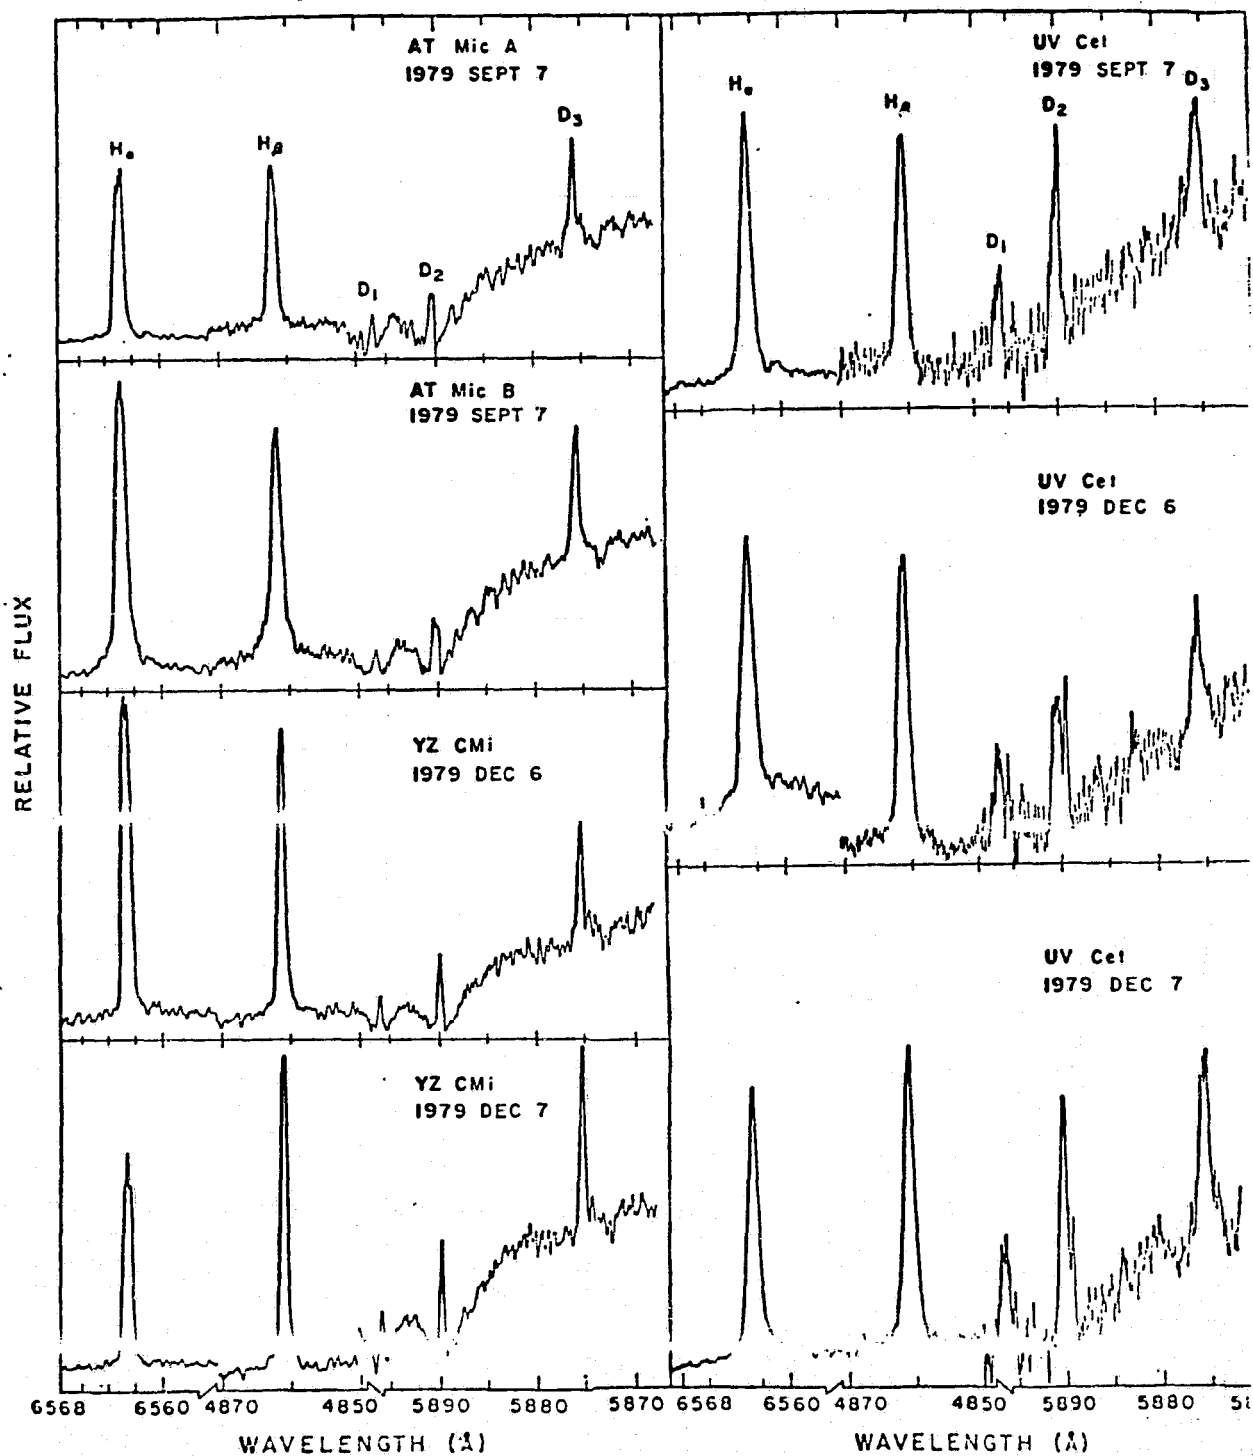 AT Mic A
1979 SEPT 7
Hα
Hβ
D1
D2
D3
AT Mic B
1979 SEPT 7
YZ CMi
1979 DEC 6
YZ CMi
1979 DEC 7
6568 6560 4870 4850 5890 5880 5870
WAVELENGTH (Å)
RELATIVE FLUX
UV Cet
1979 SEPT 7
Hα
Hβ
D1
D2
D3
UV Cet
1979 DEC 6
UV Cet
1979 DEC 7
6568 6560 4870 4850 5890 5880
WAVELENGTH (Å)